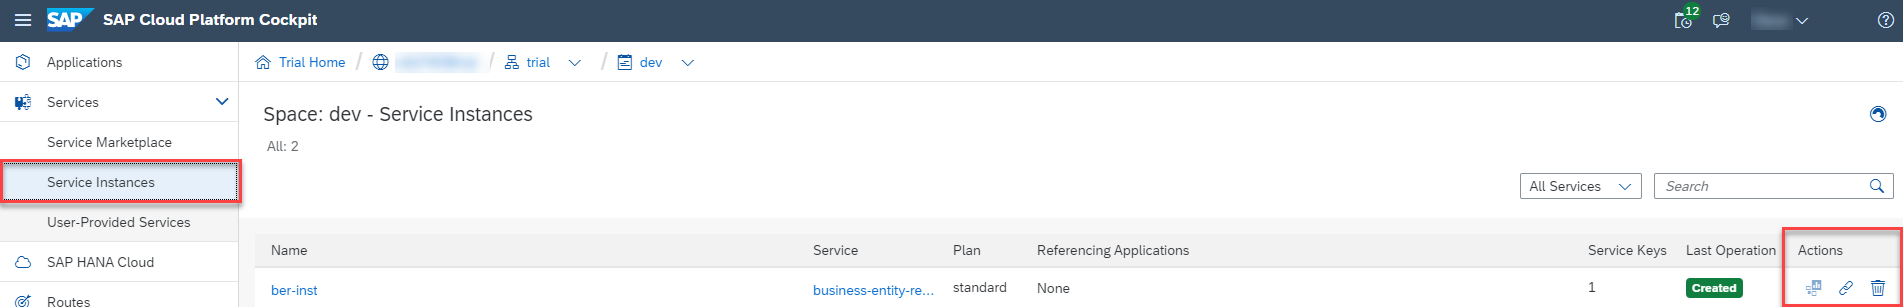 SAP SAP Cloud Platform Cockpit 12
Applications
Trial Home / / trial / dev
Services
Space: dev - Service Instances
Service Marketplace
All: 2
Service Instances
All Services Search
User-Provided Services
Name Service Plan Referencing Applications Service Keys Last Operation Actions
SAP HANA Cloud
ber-inst business-entity-re... standard None 1 Created
Routes